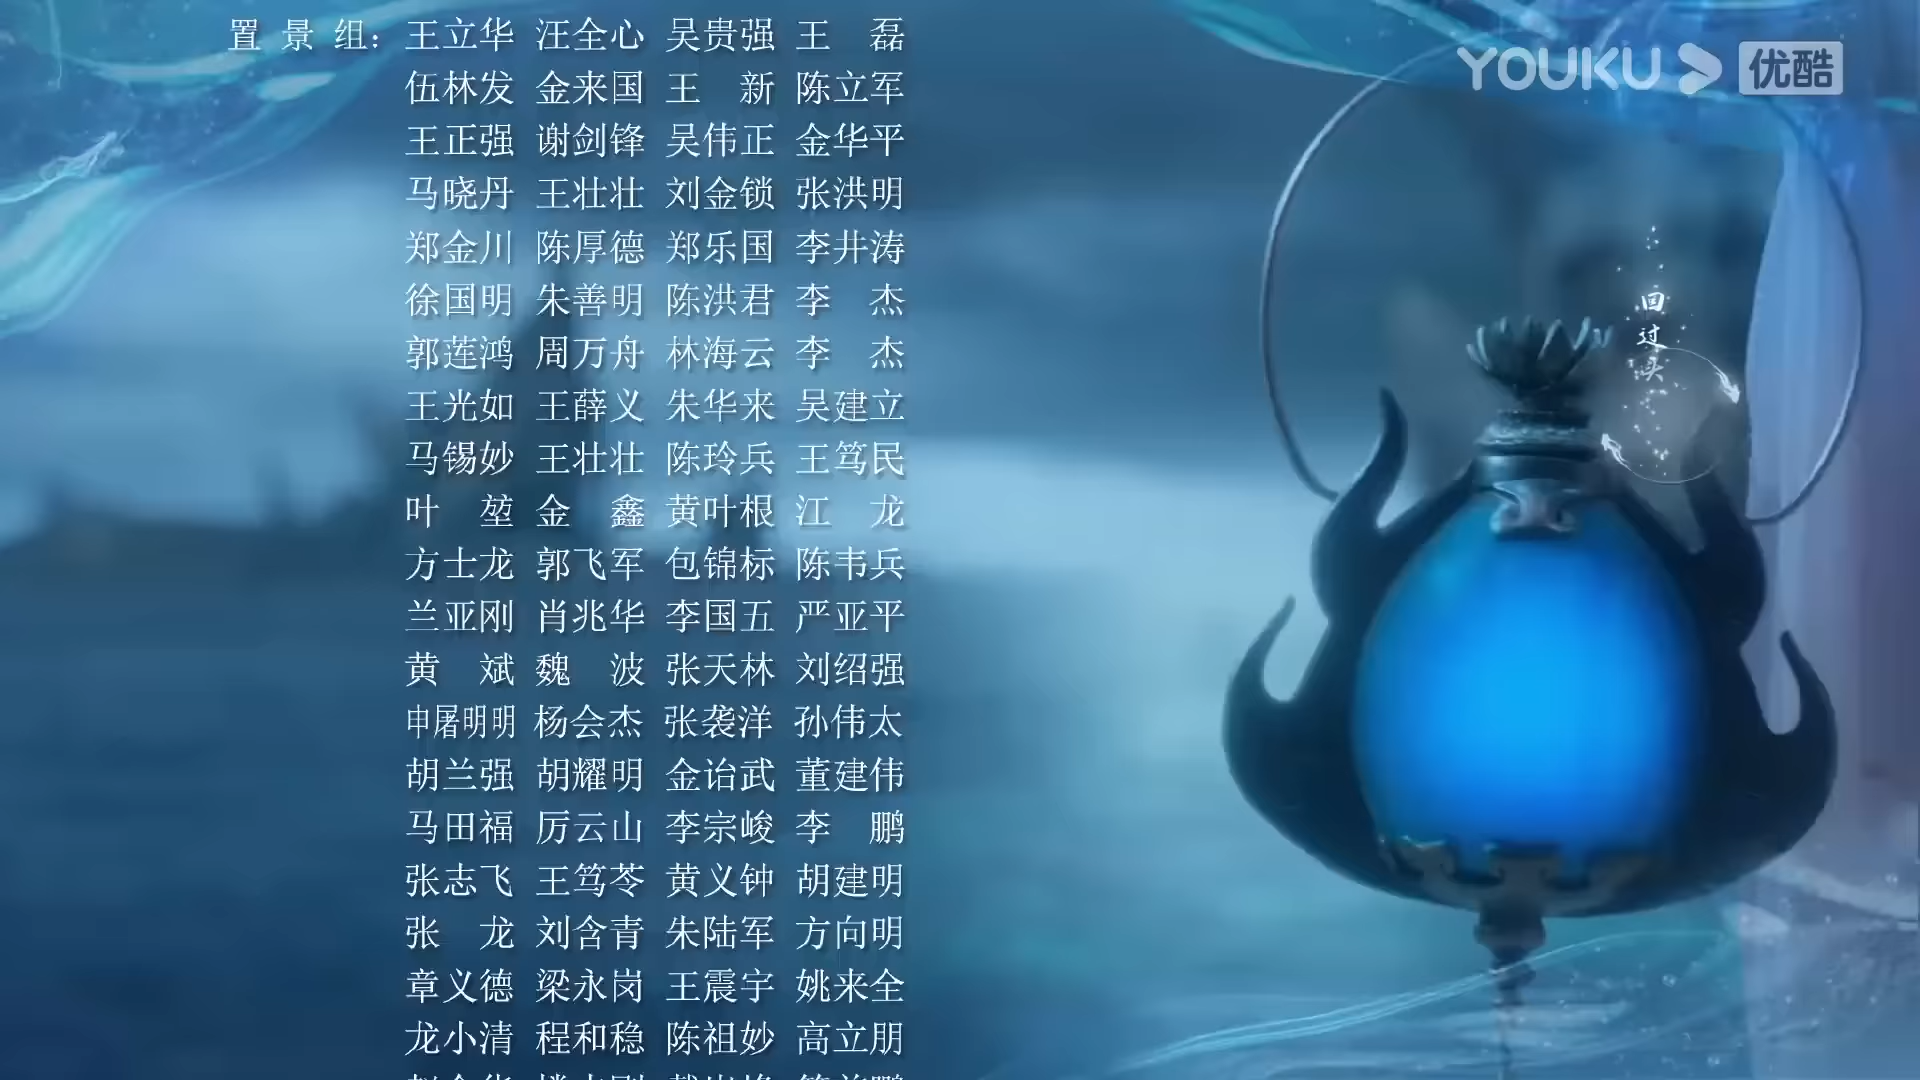 置景组：王立华 汪全心 吴贵强 王磊
伍林发 金来国 王新 陈立军
王正强 谢剑锋 吴伟正 金华平
马晓丹 王壮壮 刘金锁 张洪明
郑金川 陈厚德 郑乐国 李井涛
徐国明 朱善明 陈洪君 李杰
郭莲鸿 周万舟 林海云 李杰
王光如 王薛义 朱华来 吴建立
马锡妙 王壮壮 陈玲兵 王笃民
叶堃 金鑫 黄叶根 江龙
方士龙 郭飞军 包锦标 陈韦兵
兰亚刚 肖兆华 李国五 严亚平
黄斌 魏波 张天林 刘绍强
申屠明明 杨会杰 张袭洋 孙伟太
胡兰强 胡耀明 金诒武 董建伟
马田福 厉云山 李宗峻 李鹏
张志飞 王笃苓 黄义钟 胡建明
张龙 刘含青 朱陆军 方向明
章义德 梁永岗 王震宇 姚来全
龙小清 程和稳 陈祖妙 高立朋
YOUKU 优酷
回过头